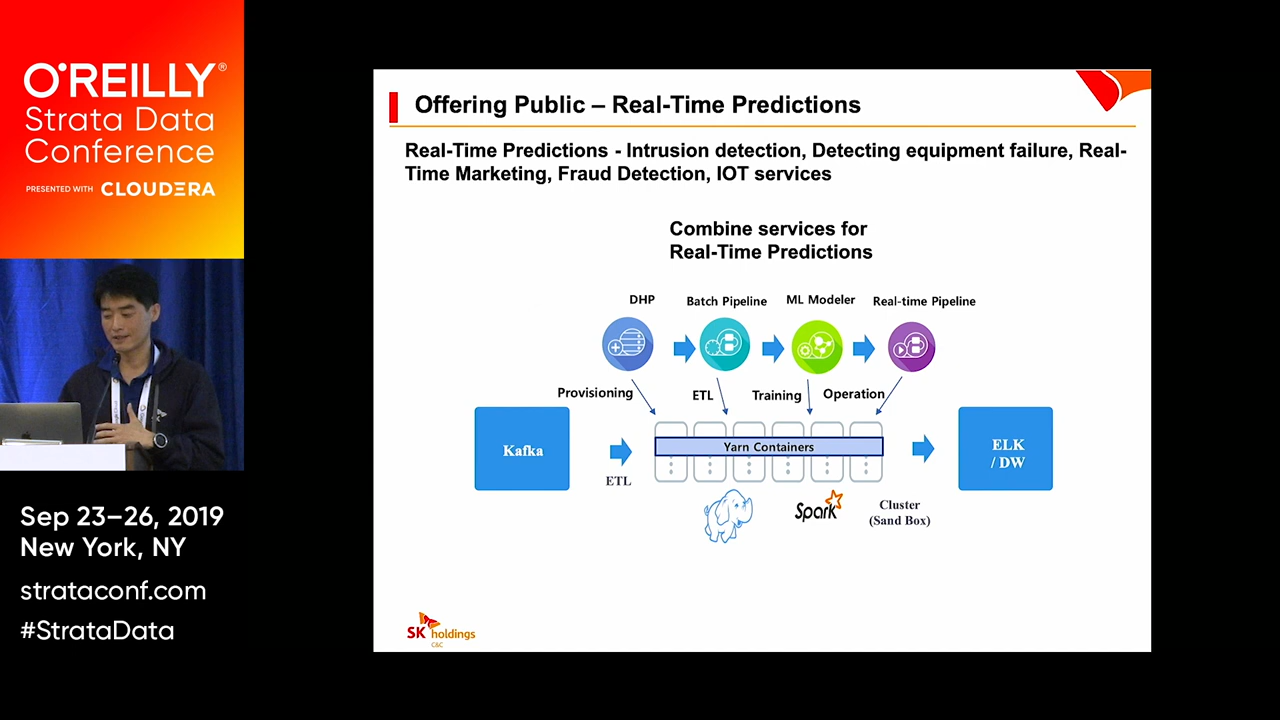 O'REILLY®
Strata Data
Conference
PRESENTED WITH CLOUDERA
Sep 23–26, 2019
New York, NY
strataconf.com
#StrataData
Offering Public – Real-Time Predictions
Real-Time Predictions - Intrusion detection, Detecting equipment failure, Real-
Time Marketing, Fraud Detection, IOT services
Combine services for
Real-Time Predictions
DHP
Batch Pipeline
ML Modeler
Real-time Pipeline
Provisioning
ETL
Training
Operation
Kafka
ETL
Yarn Containers
ELK
/ DW
Spark
Cluster
(Sand Box)
SK holdings
C&C